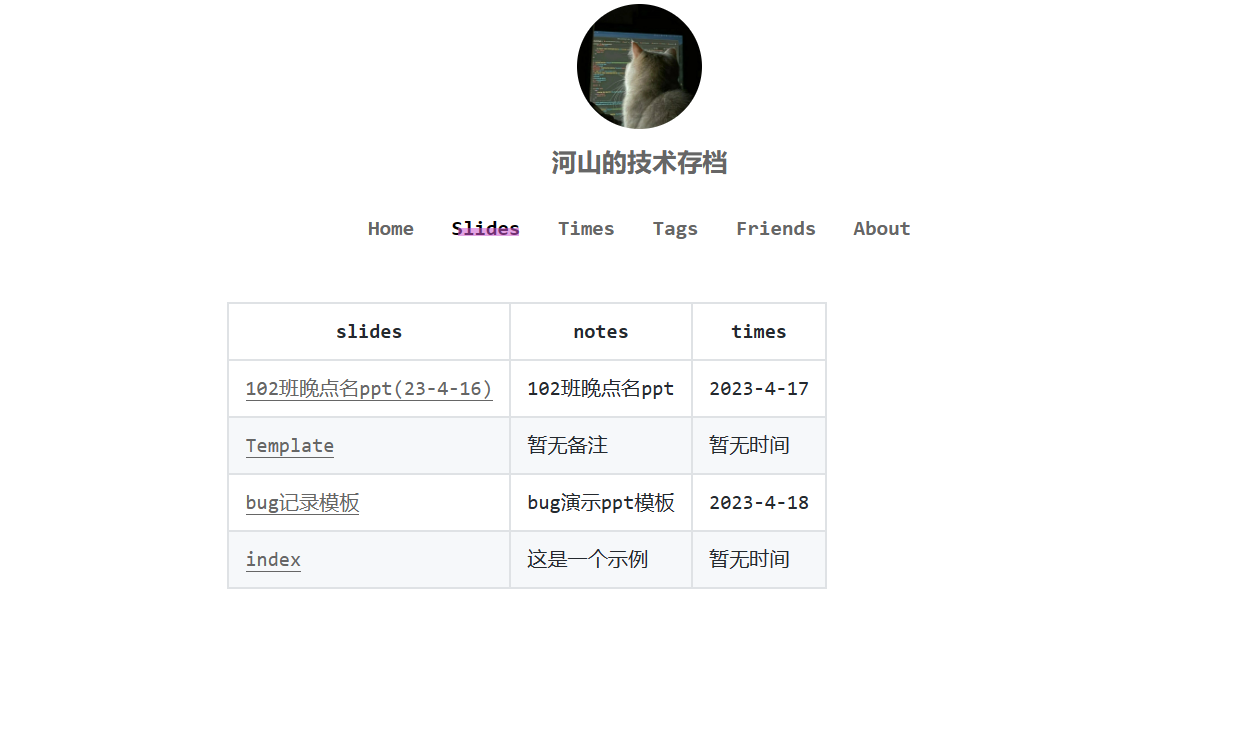 河山的技术存档
Home Slides Times Tags Friends About
slides notes times
102班晚点名ppt(23-4-16) 102班晚点名ppt 2023-4-17
Template 暂无备注 暂无时间
bug记录模板 bug演示ppt模板 2023-4-18
index 这是一个示例 暂无时间